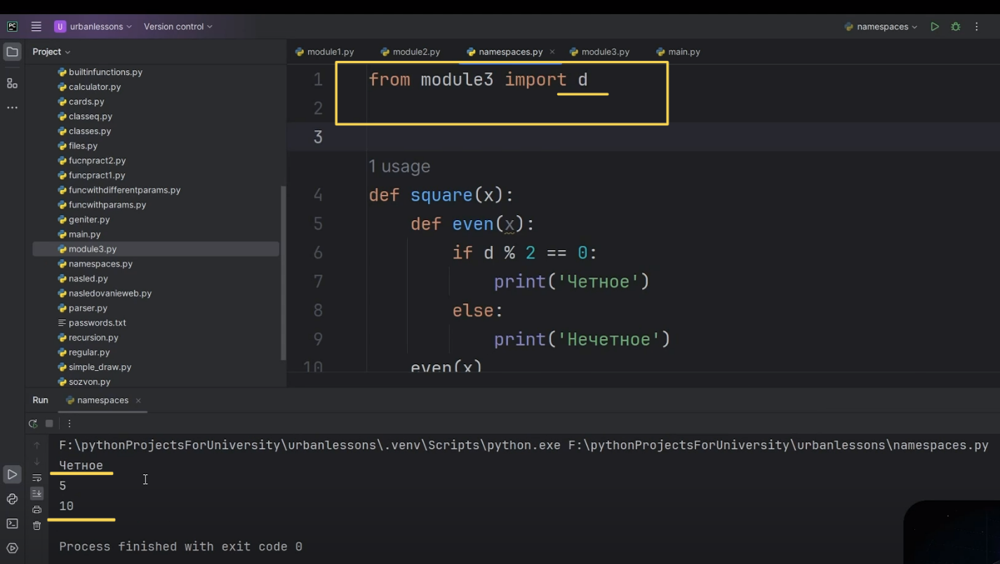 PC
U urbanlessons
Version control
namespaces
Project
module1.py
module2.py
namespaces.py
module3.py
main.py
builtinfunctions.py
calculator.py
cards.py
classeq.py
classes.py
files.py
fucnpract2.py
funcpract1.py
funcwithdifferentparams.py
funcwithparams.py
geniter.py
main.py
module3.py
namespaces.py
nasled.py
nasledovanieweb.py
parser.py
passwords.txt
recursion.py
regular.py
simple_draw.py
sozvon.py
1 from module3 import d
2
3
1 usage
4 def square(x):
5 def even(x):
6 if d % 2 == 0:
7 print('Четное')
8 else:
9 print('Нечетное')
10 even(x)
Run
namespaces
F:\pythonProjectsForUniversity\urbanlessons\.venv\Scripts\python.exe F:\pythonProjectsForUniversity\urbanlessons\namespaces.py
Четное
5
10
Process finished with exit code 0